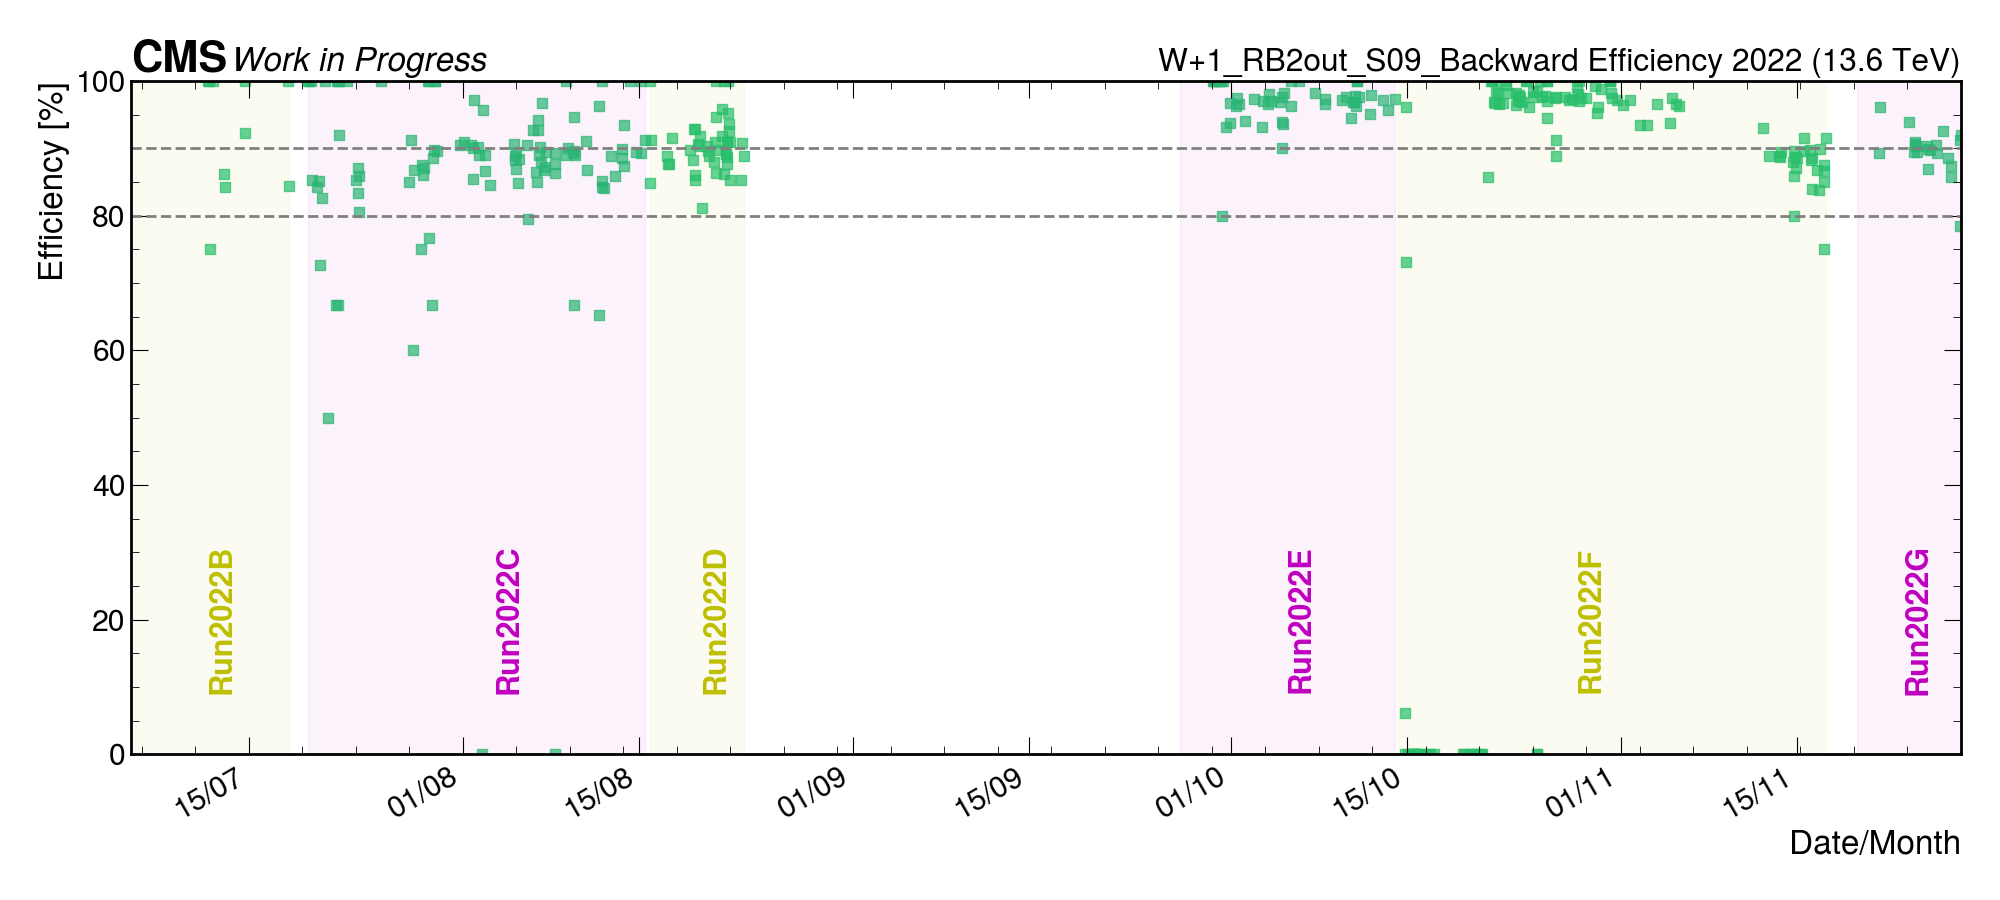 CMS Work in Progress
W+1_RB2out_S09_Backward Efficiency 2022 (13.6 TeV)
Efficiency [%]
100
80
60
40
20
0
Run2022B
Run2022C
Run2022D
Run2022E
Run2022F
Run2022G
15/07
01/08
15/08
01/09
15/09
01/10
15/10
01/11
15/11
Date/Month